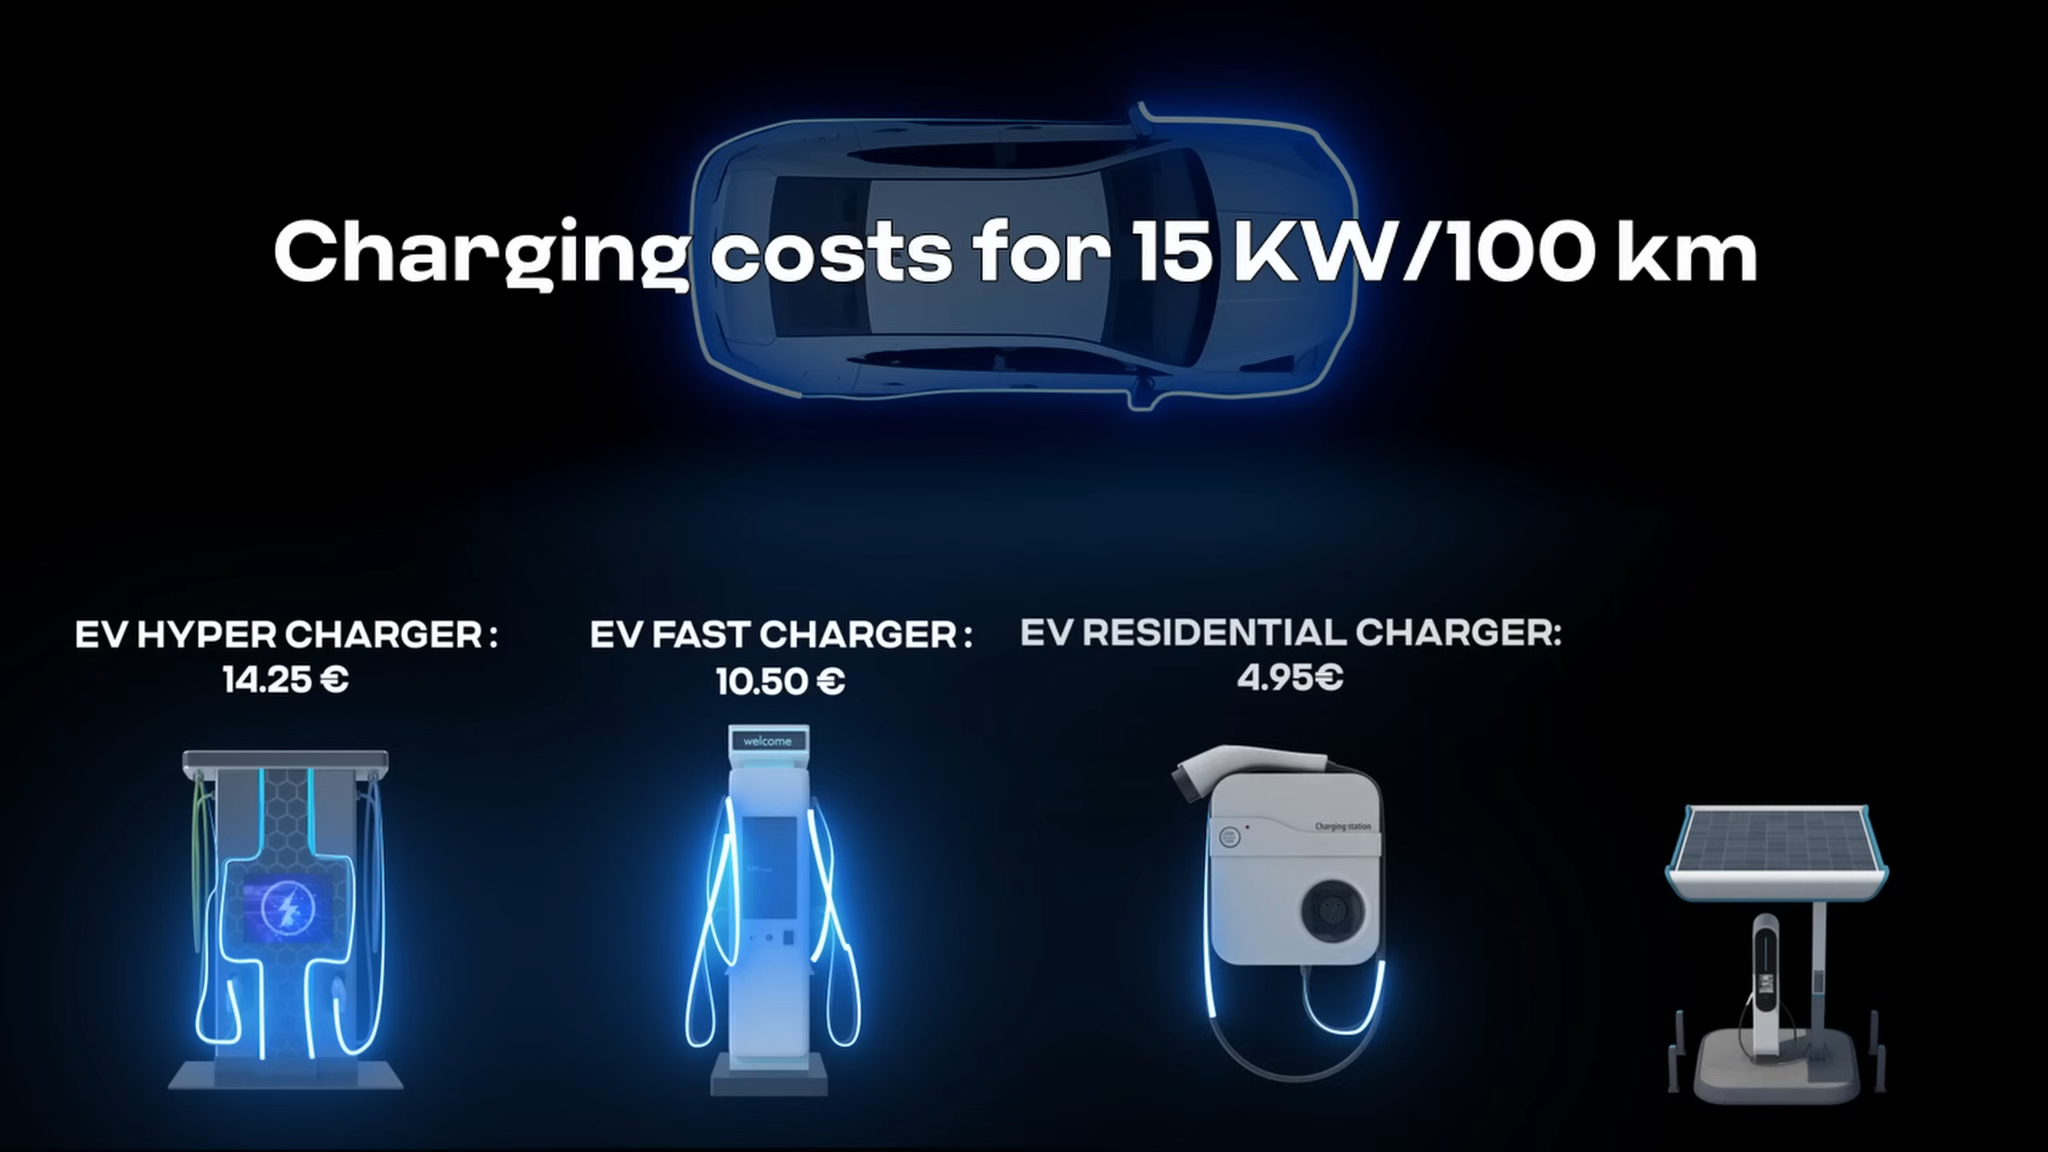 Charging costs for 15 KW/100 km
EV HYPER CHARGER :
14.25 €
EV FAST CHARGER :
10.50 €
EV RESIDENTIAL CHARGER:
4.95€
welcome
Charging station